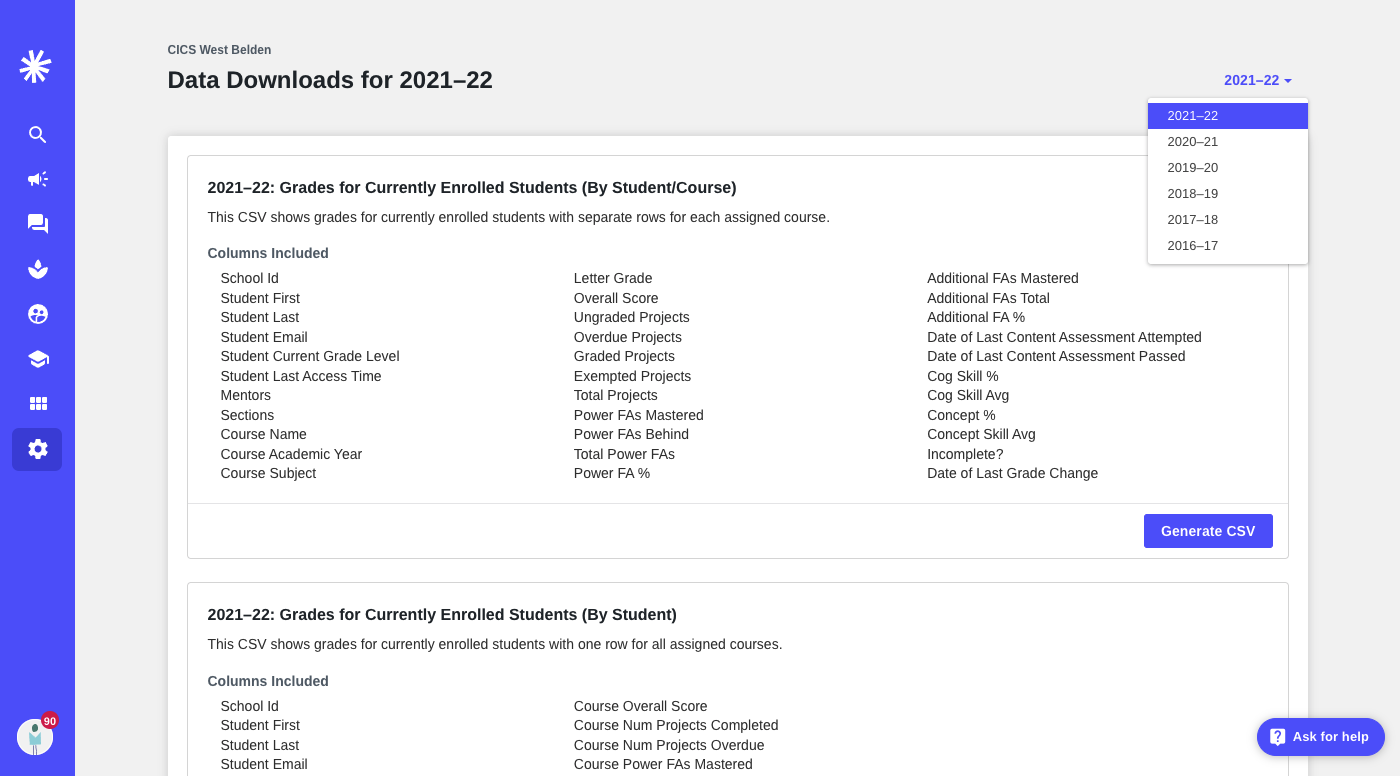 CICS West Belden
Data Downloads for 2021–22
2021–22
2021–22
2020–21
2019–20
2018–19
2017–18
2016–17
2021–22: Grades for Currently Enrolled Students (By Student/Course)
This CSV shows grades for currently enrolled students with separate rows for each assigned course.
Columns Included
School Id
Student First
Student Last
Student Email
Student Current Grade Level
Student Last Access Time
Mentors
Sections
Course Name
Course Academic Year
Course Subject
Letter Grade
Overall Score
Ungraded Projects
Overdue Projects
Graded Projects
Exempted Projects
Total Projects
Power FAs Mastered
Power FAs Behind
Total Power FAs
Power FA %
Additional FAs Mastered
Additional FAs Total
Additional FA %
Date of Last Content Assessment Attempted
Date of Last Content Assessment Passed
Cog Skill %
Cog Skill Avg
Concept %
Concept Skill Avg
Incomplete?
Date of Last Grade Change
Generate CSV
2021–22: Grades for Currently Enrolled Students (By Student)
This CSV shows grades for currently enrolled students with one row for all assigned courses.
Columns Included
School Id
Student First
Student Last
Student Email
Course Overall Score
Course Num Projects Completed
Course Num Projects Overdue
Course Power FAs Mastered
90
Ask for help